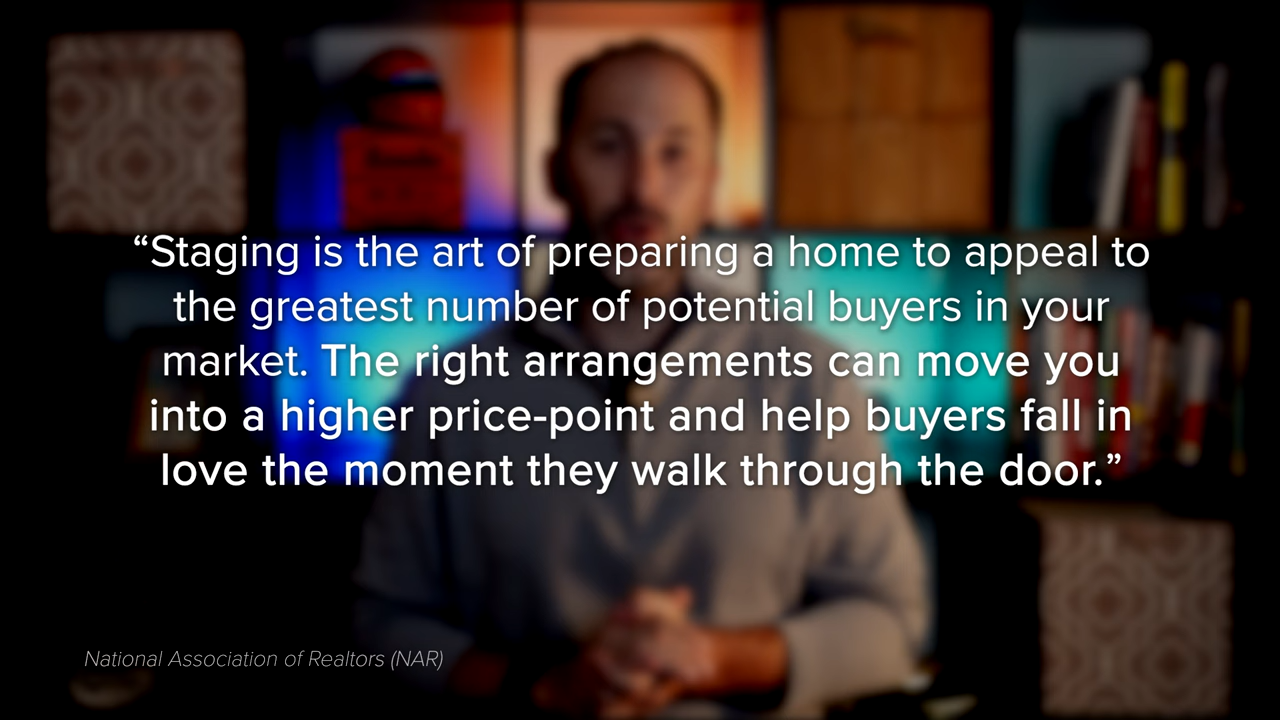 “Staging is the art of preparing a home to appeal to
the greatest number of potential buyers in your
market. The right arrangements can move you
into a higher price-point and help buyers fall in
love the moment they walk through the door.”
National Association of Realtors (NAR)